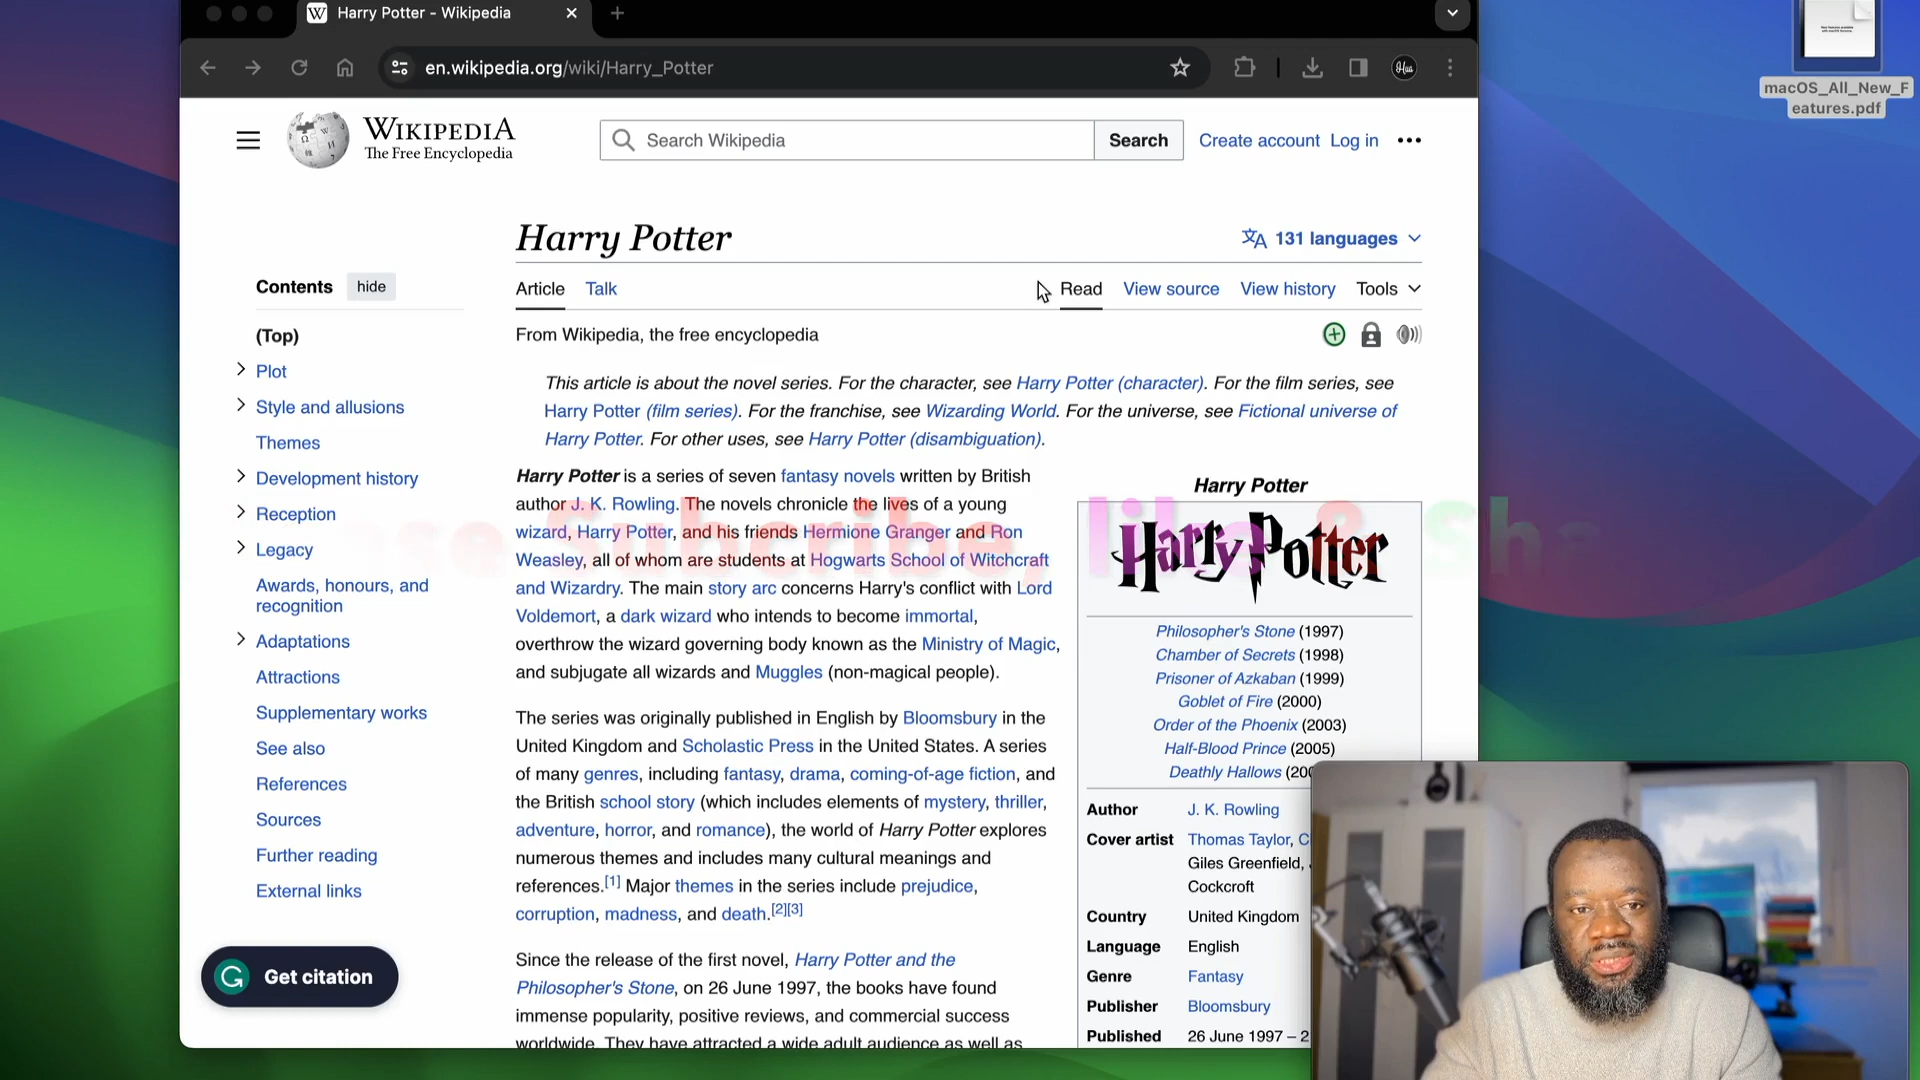 Harry Potter - Wikipedia
en.wikipedia.org/wiki/Harry_Potter
macOS_All_New_F
eatures.pdf
WIKIPEDIA
The Free Encyclopedia
Search Wikipedia
Search
Create account
Log in
Harry Potter
131 languages
Contents
hide
Article
Talk
Read
View source
View history
Tools
(Top)
Plot
Style and allusions
Themes
Development history
Reception
Legacy
Awards, honours, and
recognition
Adaptations
Attractions
Supplementary works
See also
References
Sources
Further reading
External links
Get citation
From Wikipedia, the free encyclopedia
This article is about the novel series. For the character, see Harry Potter (character). For the film series, see
Harry Potter (film series). For the franchise, see Wizarding World. For the universe, see Fictional universe of
Harry Potter. For other uses, see Harry Potter (disambiguation).
Harry Potter is a series of seven fantasy novels written by British
author J. K. Rowling. The novels chronicle the lives of a young
wizard, Harry Potter, and his friends Hermione Granger and Ron
Weasley, all of whom are students at Hogwarts School of Witchcraft
and Wizardry. The main story arc concerns Harry's conflict with Lord
Voldemort, a dark wizard who intends to become immortal,
overthrow the wizard governing body known as the Ministry of Magic,
and subjugate all wizards and Muggles (non-magical people).
The series was originally published in English by Bloomsbury in the
United Kingdom and Scholastic Press in the United States. A series
of many genres, including fantasy, drama, coming-of-age fiction, and
the British school story (which includes elements of mystery, thriller,
adventure, horror, and romance), the world of Harry Potter explores
numerous themes and includes many cultural meanings and
references.[1] Major themes in the series include prejudice,
corruption, madness, and death.[2][3]
Since the release of the first novel, Harry Potter and the
Philosopher's Stone, on 26 June 1997, the books have found
immense popularity, positive reviews, and commercial success
worldwide. They have attracted a wide adult audience as well as
Subcribe, like & Sha
Harry Potter
Harry Potter
Philosopher's Stone (1997)
Chamber of Secrets (1998)
Prisoner of Azkaban (1999)
Goblet of Fire (2000)
Order of the Phoenix (2003)
Half-Blood Prince (2005)
Deathly Hallows (20
Author J. K. Rowling
Cover artist Thomas Taylor, C
Giles Greenfield,
Cockcroft
Country United Kingdom
Language English
Genre Fantasy
Publisher Bloomsbury
Published 26 June 1997 – 2